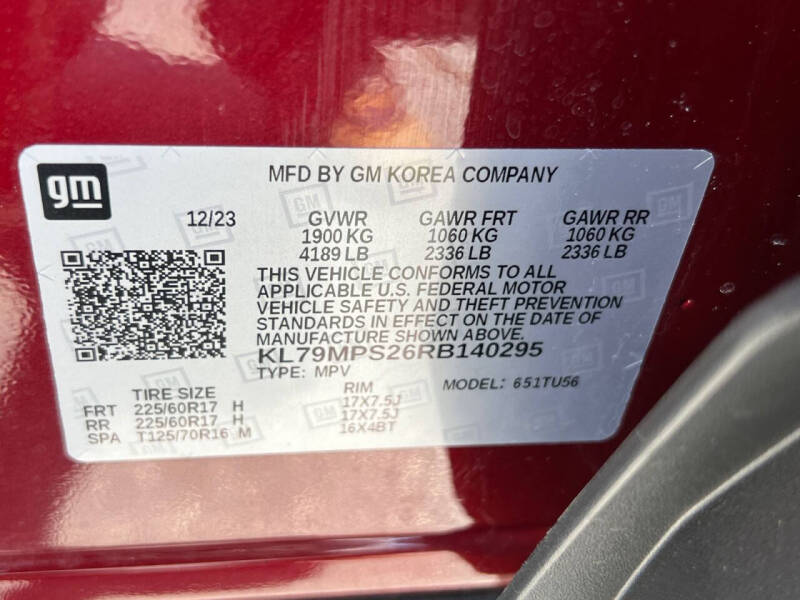 gm
MFD BY GM KOREA COMPANY
12/23 GVWR GAWR FRT GAWR RR
1900 KG 1060 KG 1060 KG
4189 LB 2336 LB 2336 LB
THIS VEHICLE CONFORMS TO ALL
APPLICABLE U.S. FEDERAL MOTOR
VEHICLE SAFETY AND THEFT PREVENTION
STANDARDS IN EFFECT ON THE DATE OF
MANUFACTURE SHOWN ABOVE.
KL79MPS26RB140295
TYPE: MPV MODEL: 651TU56
TIRE SIZE RIM
FRT 225/60R17 H 17X7.5J
RR 225/60R17 H 17X7.5J
SPA T125/70R16 M 16X4BT